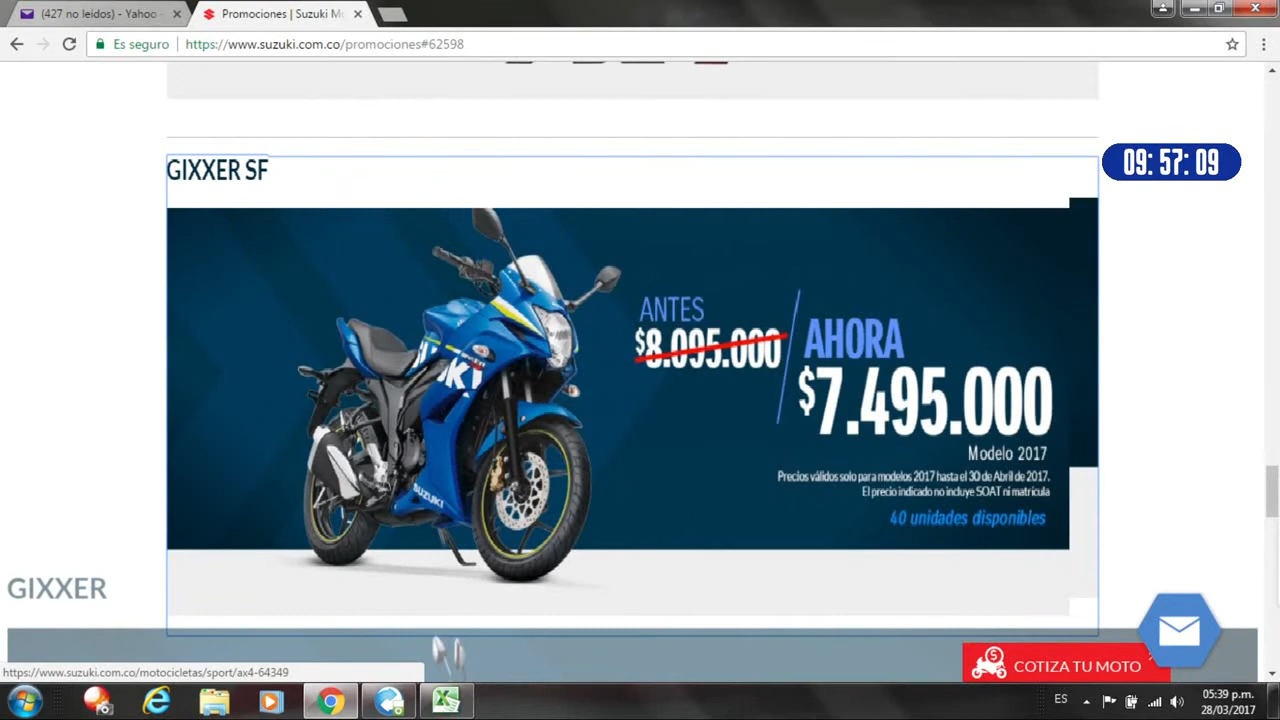 (427 no leidos) - Yahoo -
Promociones | Suzuki Mo
Es seguro
https://www.suzuki.com.co/promociones#62598
GIXXER SF
09: 57: 09
ANTES
$8.095.000
AHORA
$7.495.000
Modelo 2017
Precios válidos solo para modelos 2017 hasta el 30 de Abril de 2017.
El precio indicado no incluye SOAT ni matrícula
40 unidades disponibles
SUZUKI
GIXXER
COTIZA TU MOTO
https://www.suzuki.com.co/motocicletas/sport/ax4-64349
ES
05:39 p.m.
28/03/2017